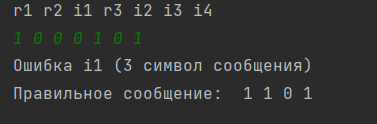 r1 r2 i1 r3 i2 i3 i4
1 0 0 0 1 0 1
Ошибка i1 (3 символ сообщения)
Правильное сообщение:  1 1 0 1